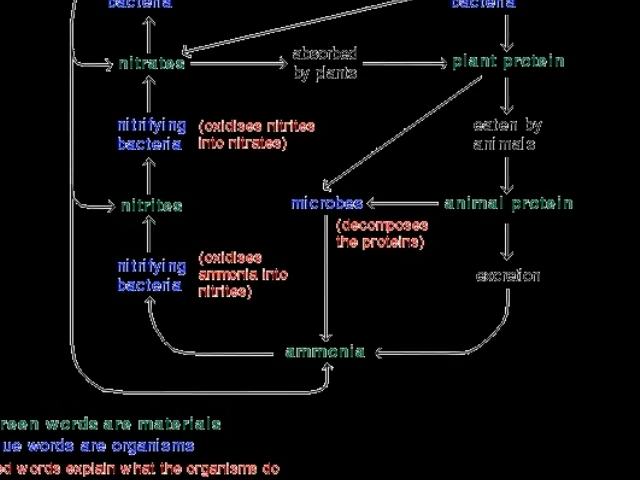 bacteria
bacteria
nitrates
absorbed
by plants
plant protein
nitrifying
bacteria
(oxidises nitrites
into nitrates)
eaten by
animals
nitrites
microbes
animal protein
(decomposes
the proteins)
nitrifying
bacteria
(oxidises
ammonia into
nitrites)
excretion
ammonia
reen words are materials
ue words are organisms
ed words explain what the organisms do